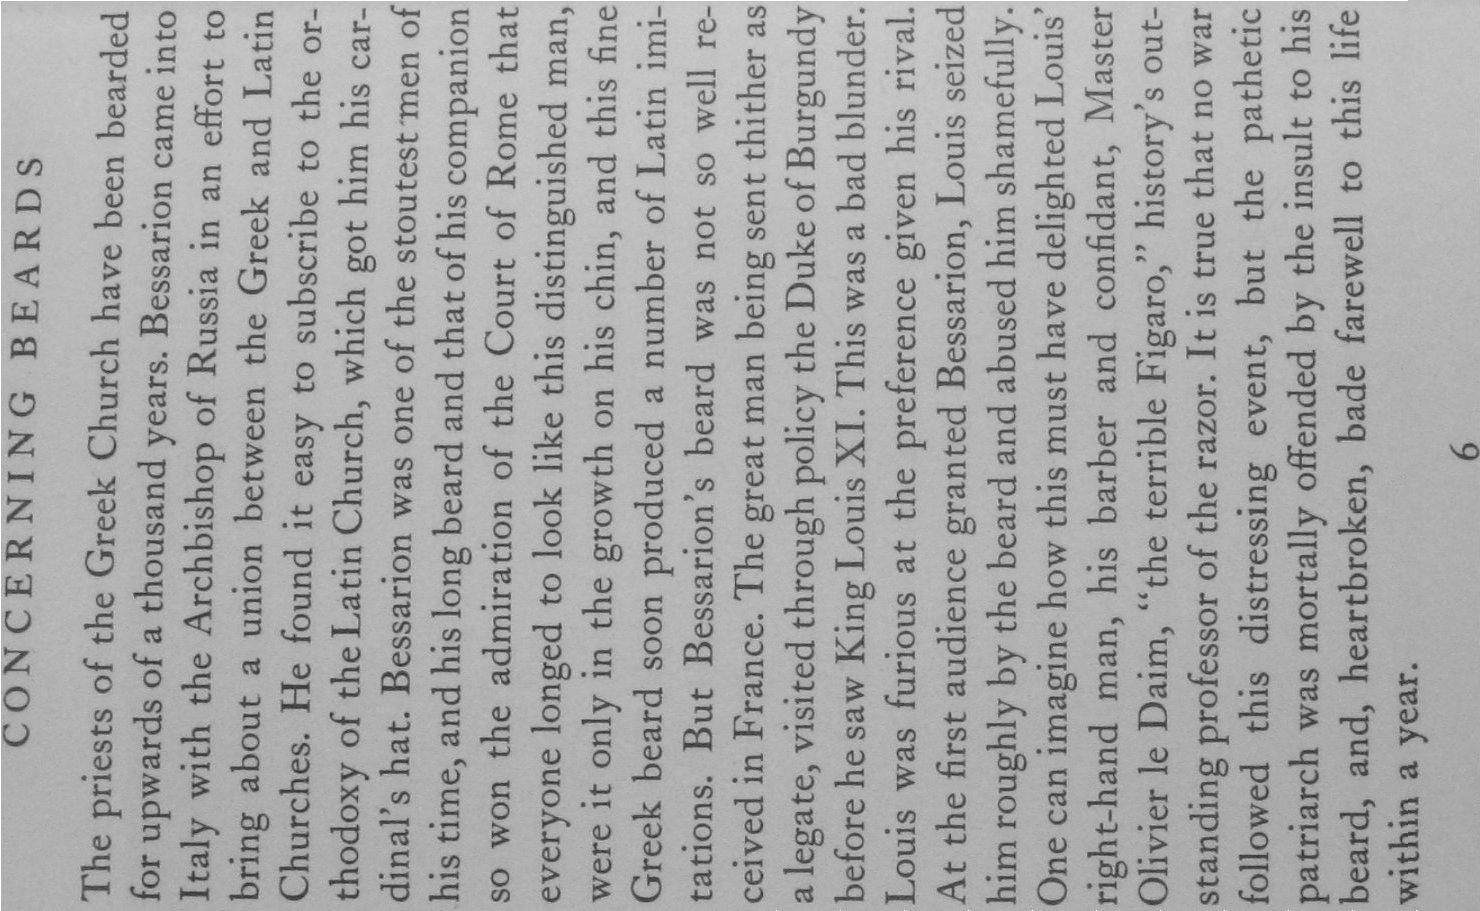 CONCERNING BEARDS
The priests of the Greek Church have been bearded
for upwards of a thousand years. Bessarion came into
Italy with the Archbishop of Russia in an effort to
bring about a union between the Greek and Latin
Churches. He found it easy to subscribe to the or-
thodoxy of the Latin Church, which got him his car-
dinal's hat. Bessarion was one of the stoutest men of
his time, and his long beard and that of his companion
so won the admiration of the Court of Rome that
everyone longed to look like this distinguished man,
were it only in the growth on his chin, and this fine
Greek beard soon produced a number of Latin imi-
tations. But Bessarion's beard was not so well re-
ceived in France. The great man being sent thither as
a legate, visited through policy the Duke of Burgundy
before he saw King Louis XI. This was a bad blunder.
Louis was furious at the preference given his rival.
At the first audience granted Bessarion, Louis seized
him roughly by the beard and abused him shamefully.
One can imagine how this must have delighted Louis'
right-hand man, his barber and confidant, Master
Olivier le Daim, "the terrible Figaro," history's out-
standing professor of the razor. It is true that no war
followed this distressing event, but the pathetic
patriarch was mortally offended by the insult to his
beard, and, heartbroken, bade farewell to this life
within a year.
6